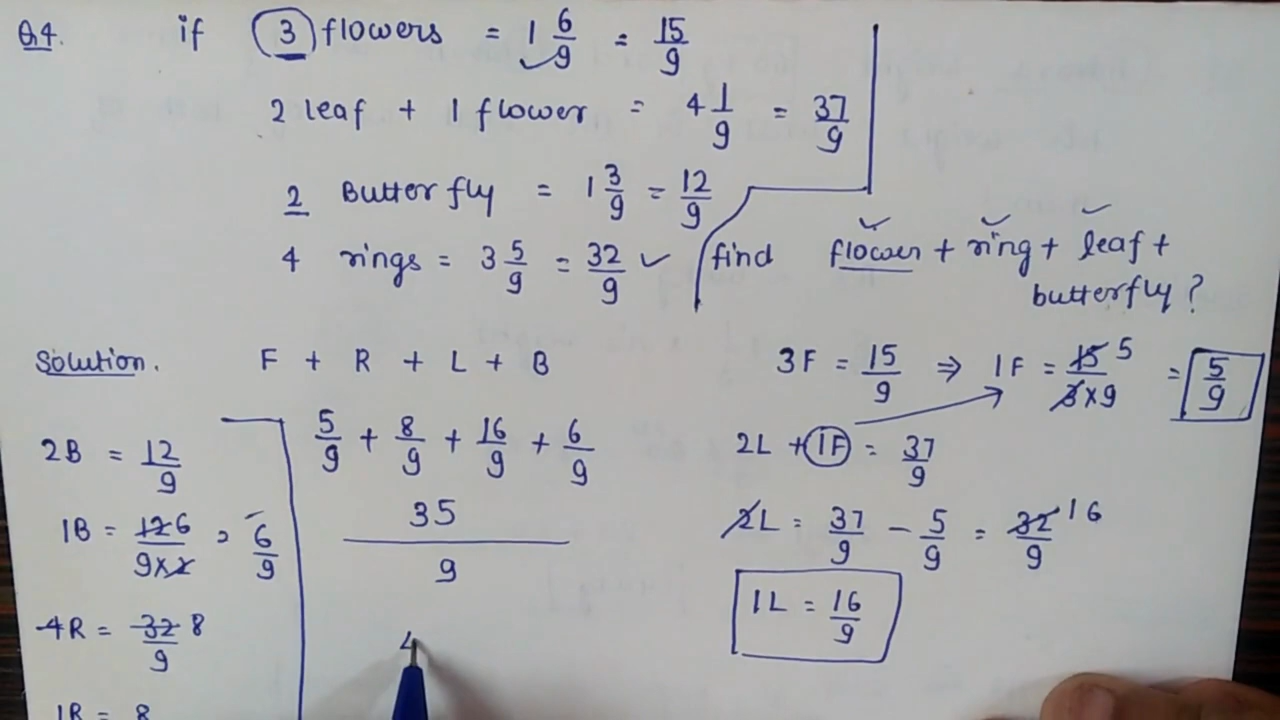 Q4. if 3 flowers = 1 6/9 = 15/9
2 leaf + 1 flower = 4 1/9 = 37/9
2 Butterfly = 1 3/9 = 12/9
4 rings = 3 5/9 = 32/9 ✓ find flower + ring + leaf +
butterfly?
Solution. F + R + L + B
5/9 + 8/9 + 16/9 + 6/9
35/9
4
2B = 12/9
1B = 12 6/9×2 = 6/9
4R = 32 8/9
1R = 8
3F = 15/9 ⇒ 1F = 15 5/3×9 = 5/9
2L + 1F = 37/9
2L = 37/9 - 5/9 = 32 16/9
1L = 16/9